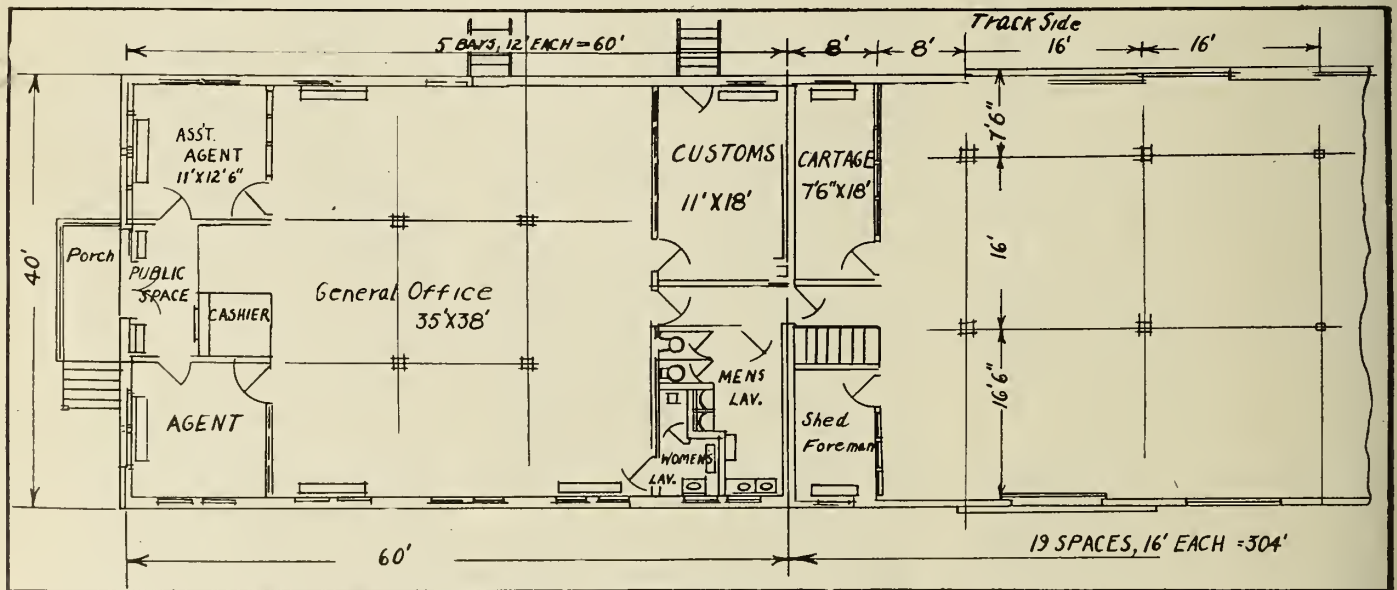 Track Side
5 BAYS, 12' EACH = 60'
8'
8'
16'
16'
40'
ASS'T.
AGENT
11'X12'6"
CUSTOMS
11'X18'
CARTAGE
7'6"X18'
7'6"
16'
16'6"
Porch
PUBLIC
SPACE
CASHIER
General Office
35'X38'
AGENT
MENS
LAV.
WOMENS
LAV.
Shed
Foreman
60'
19 SPACES, 16' EACH = 304'